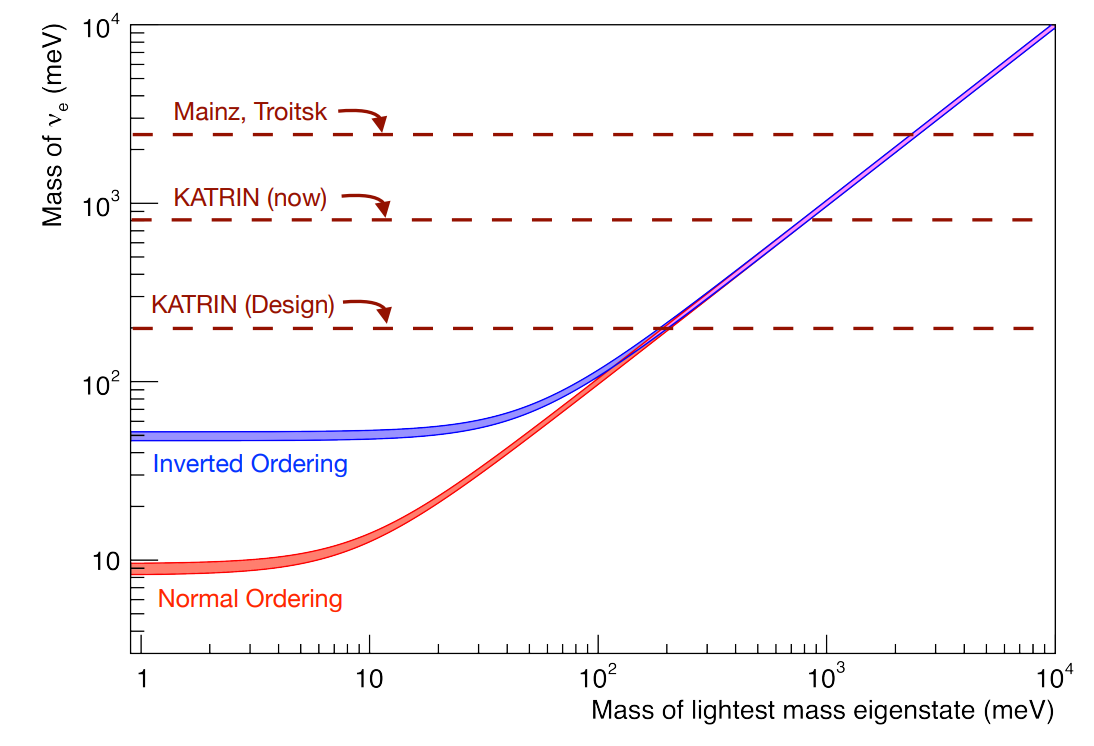 Mass of νe (meV)
10⁴
10³
10²
10
Mainz, Troitsk
KATRIN (now)
KATRIN (Design)
Inverted Ordering
Normal Ordering
1 10 10² 10³ 10⁴
Mass of lightest mass eigenstate (meV)